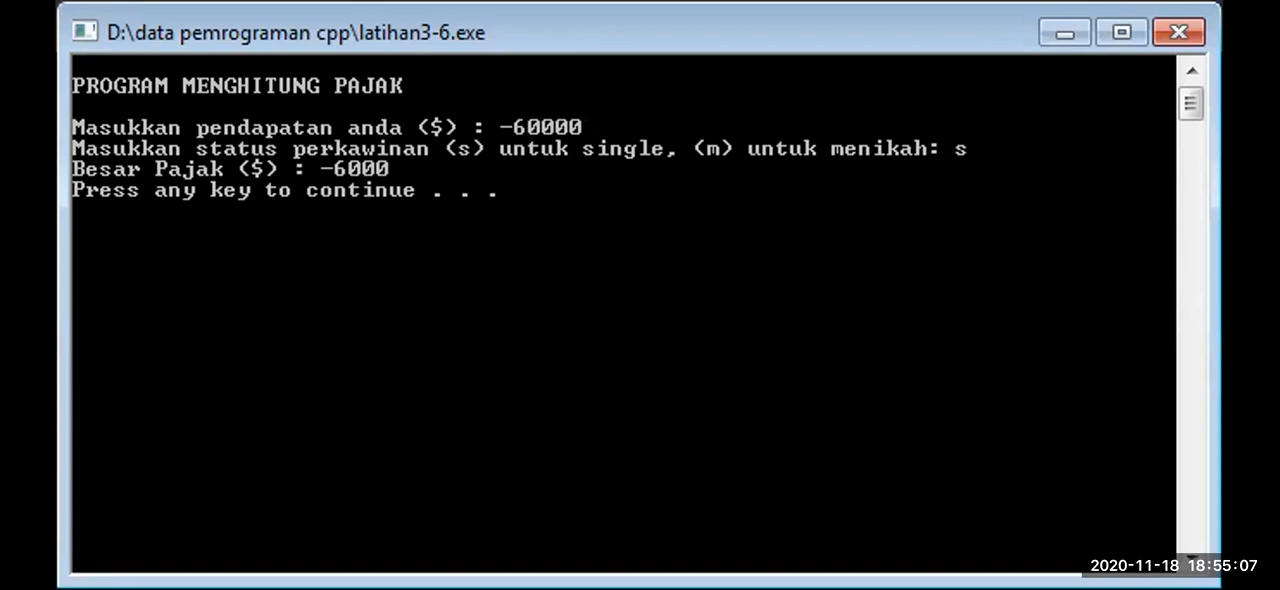 D:\data pemrograman cpp\latihan3-6.exe
PROGRAM MENGHITUNG PAJAK
Masukkan pendapatan anda ($) : -60000
Masukkan status perkawinan (s) untuk single, (m) untuk menikah: s
Besar Pajak ($) : -6000
Press any key to continue . . .
2020-11-18 18:55:07